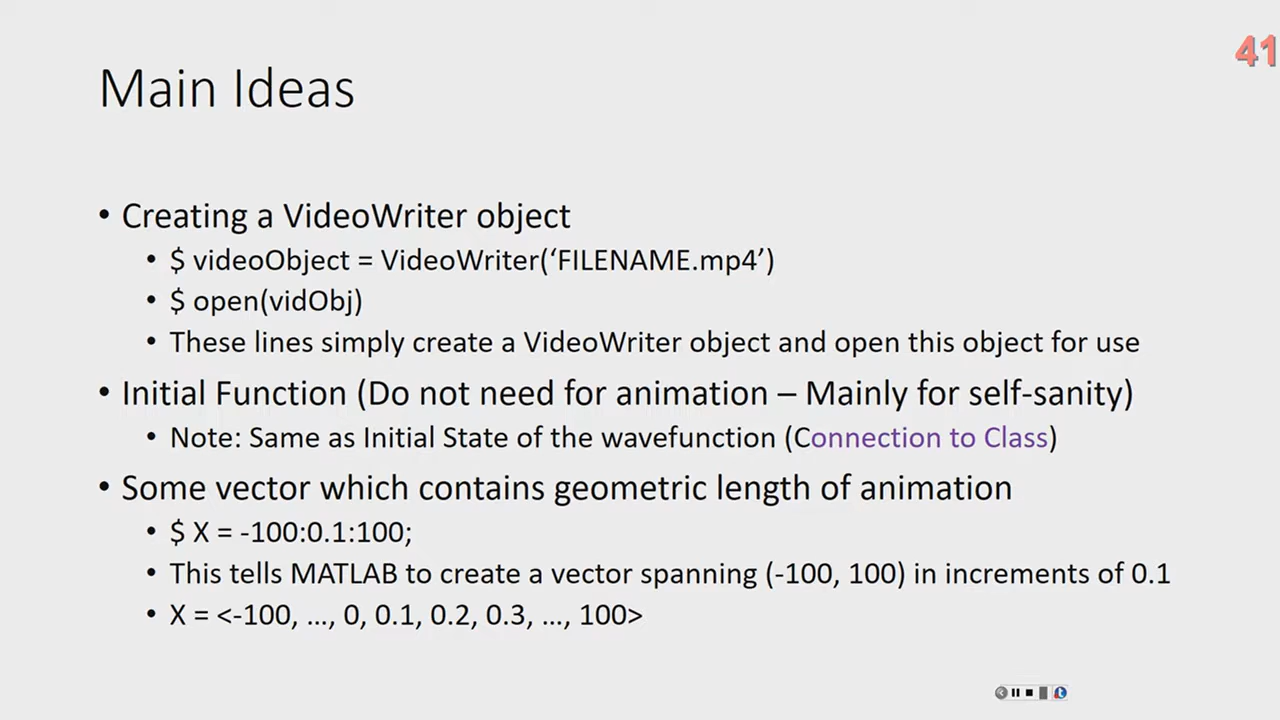 41
Main Ideas
• Creating a VideoWriter object
• $ videoObject = VideoWriter(‘FILENAME.mp4’)
• $ open(vidObj)
• These lines simply create a VideoWriter object and open this object for use
• Initial Function (Do not need for animation – Mainly for self-sanity)
• Note: Same as Initial State of the wavefunction (Connection to Class)
• Some vector which contains geometric length of animation
• $ X = -100:0.1:100;
• This tells MATLAB to create a vector spanning (-100, 100) in increments of 0.1
• X = <-100, …, 0, 0.1, 0.2, 0.3, …, 100>